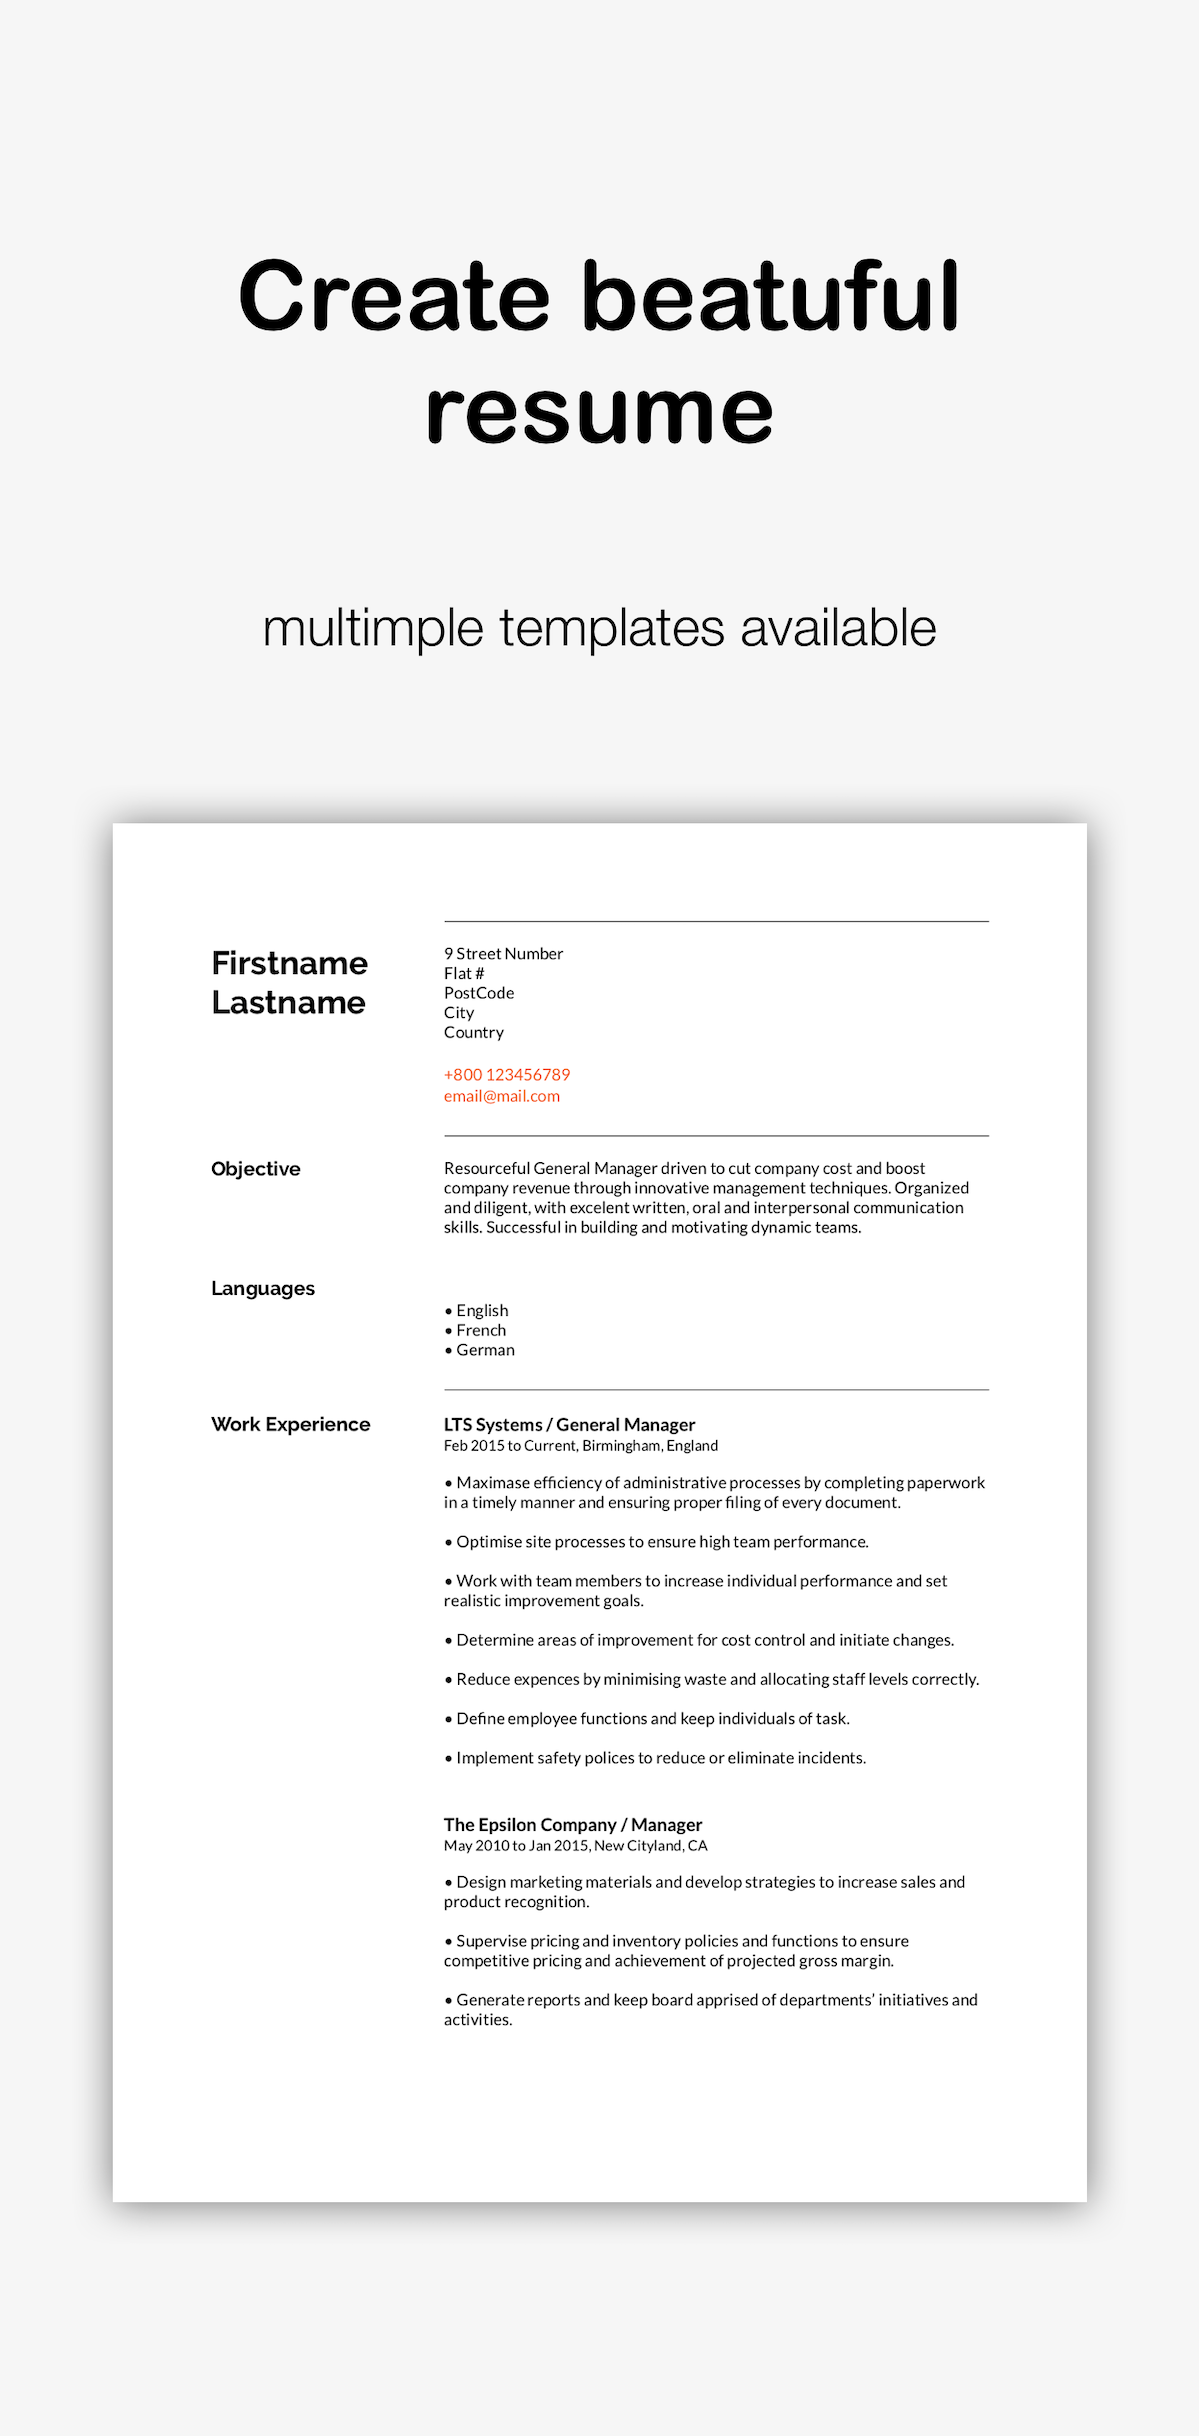 Create beatuful
resume
multimple templates available
Firstname
Lastname
9 Street Number
Flat #
PostCode
City
Country
+800 123456789
email@mail.com
Objective
Resourceful General Manager driven to cut company cost and boost
company revenue through innovative management techniques. Organized
and diligent, with excelent written, oral and interpersonal communication
skills. Successful in building and motivating dynamic teams.
Languages
• English
• French
• German
Work Experience
LTS Systems / General Manager
Feb 2015 to Current, Birmingham, England
• Maximase efficiency of administrative processes by completing paperwork
in a timely manner and ensuring proper filing of every document.
• Optimise site processes to ensure high team performance.
• Work with team members to increase individual performance and set
realistic improvement goals.
• Determine areas of improvement for cost control and initiate changes.
• Reduce expences by minimising waste and allocating staff levels correctly.
• Define employee functions and keep individuals of task.
• Implement safety polices to reduce or eliminate incidents.
The Epsilon Company / Manager
May 2010 to Jan 2015, New Cityland, CA
• Design marketing materials and develop strategies to increase sales and
product recognition.
• Supervise pricing and inventory policies and functions to ensure
competitive pricing and achievement of projected gross margin.
• Generate reports and keep board apprised of departments’ initiatives and
activities.